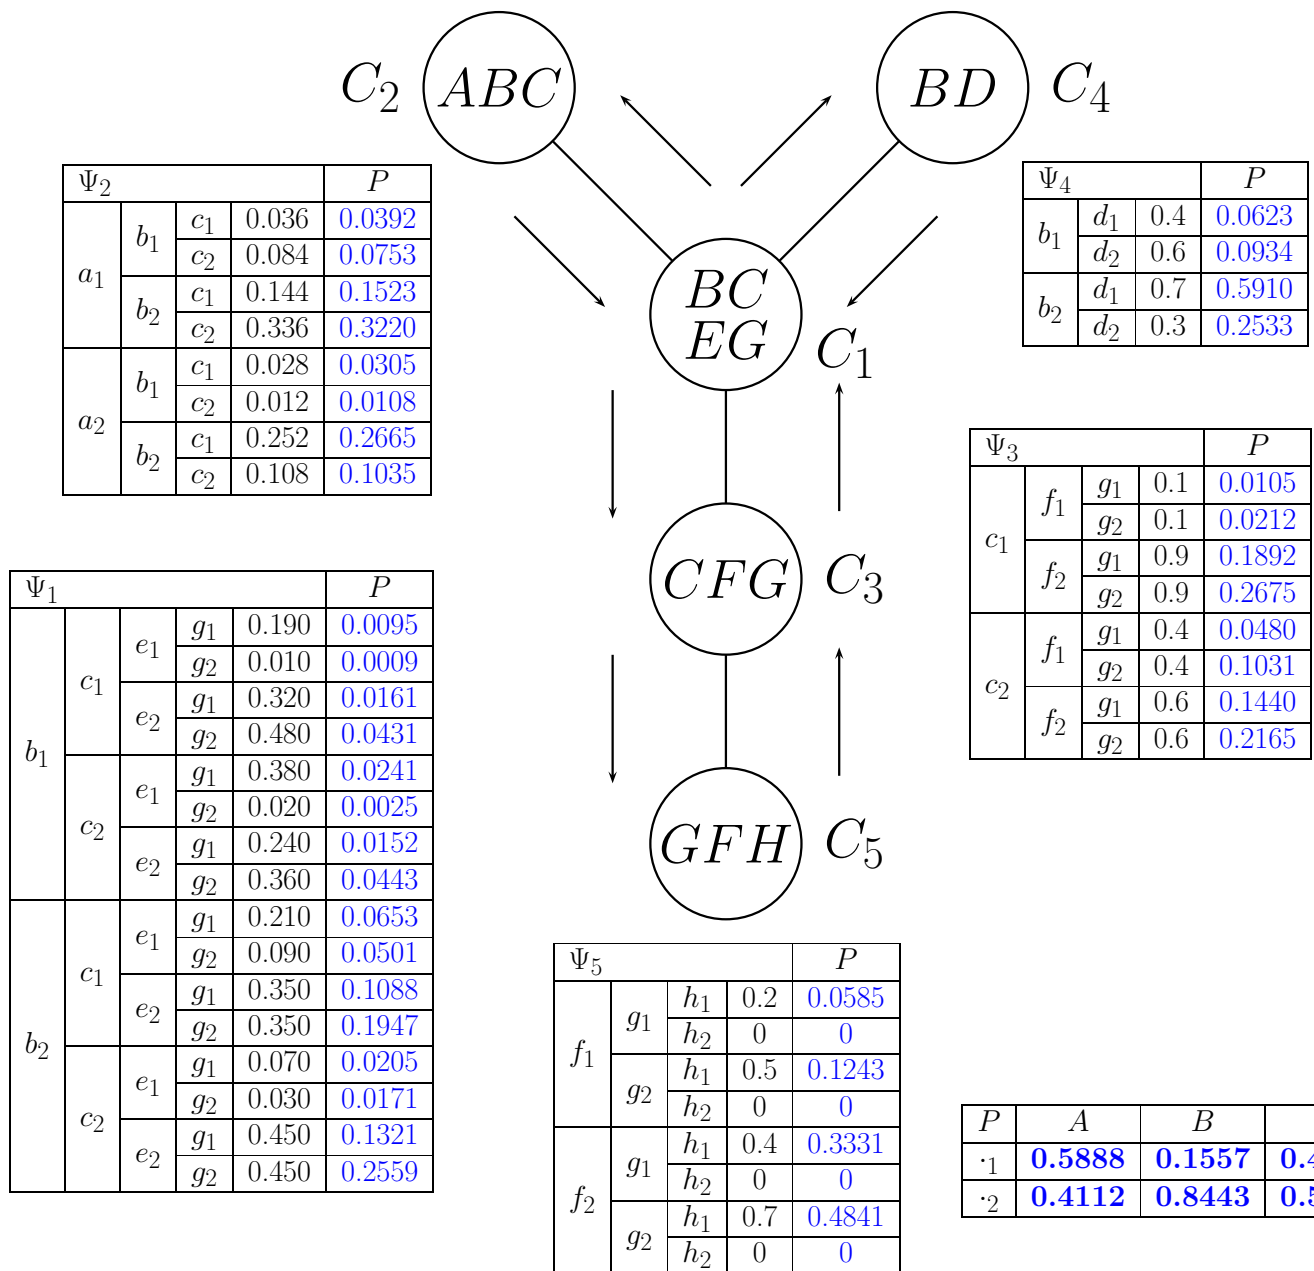 C₂ ABC BD C₄
Ψ₂ P
a₁ b₁ c₁ 0.036 0.0392
c₂ 0.084 0.0753
b₂ c₁ 0.144 0.1523
c₂ 0.336 0.3220
a₂ b₁ c₁ 0.028 0.0305
c₂ 0.012 0.0108
b₂ c₁ 0.252 0.2665
c₂ 0.108 0.1035
Ψ₄ P
b₁ d₁ 0.4 0.0623
d₂ 0.6 0.0934
b₂ d₁ 0.7 0.5910
d₂ 0.3 0.2533
BC
EG
C₁
Ψ₃ P
c₁ f₁ g₁ 0.1 0.0105
g₂ 0.1 0.0212
f₂ g₁ 0.9 0.1892
g₂ 0.9 0.2675
c₂ f₁ g₁ 0.4 0.0480
g₂ 0.4 0.1031
f₂ g₁ 0.6 0.1440
g₂ 0.6 0.2165
CFG C₃
Ψ₁ P
b₁ c₁ e₁ g₁ 0.190 0.0095
g₂ 0.010 0.0009
e₂ g₁ 0.320 0.0161
g₂ 0.480 0.0431
c₂ e₁ g₁ 0.380 0.0241
g₂ 0.020 0.0025
e₂ g₁ 0.240 0.0152
g₂ 0.360 0.0443
b₂ c₁ e₁ g₁ 0.210 0.0653
g₂ 0.090 0.0501
e₂ g₁ 0.350 0.1088
g₂ 0.350 0.1947
c₂ e₁ g₁ 0.070 0.0205
g₂ 0.030 0.0171
e₂ g₁ 0.450 0.1321
g₂ 0.450 0.2559
GFH C₅
Ψ₅ P
f₁ g₁ h₁ 0.2 0.0585
h₂ 0 0
g₂ h₁ 0.5 0.1243
h₂ 0 0
f₂ g₁ h₁ 0.4 0.3331
h₂ 0 0
g₂ h₁ 0.7 0.4841
h₂ 0 0
P A B
·₁ 0.5888 0.1557
·₂ 0.4112 0.8443